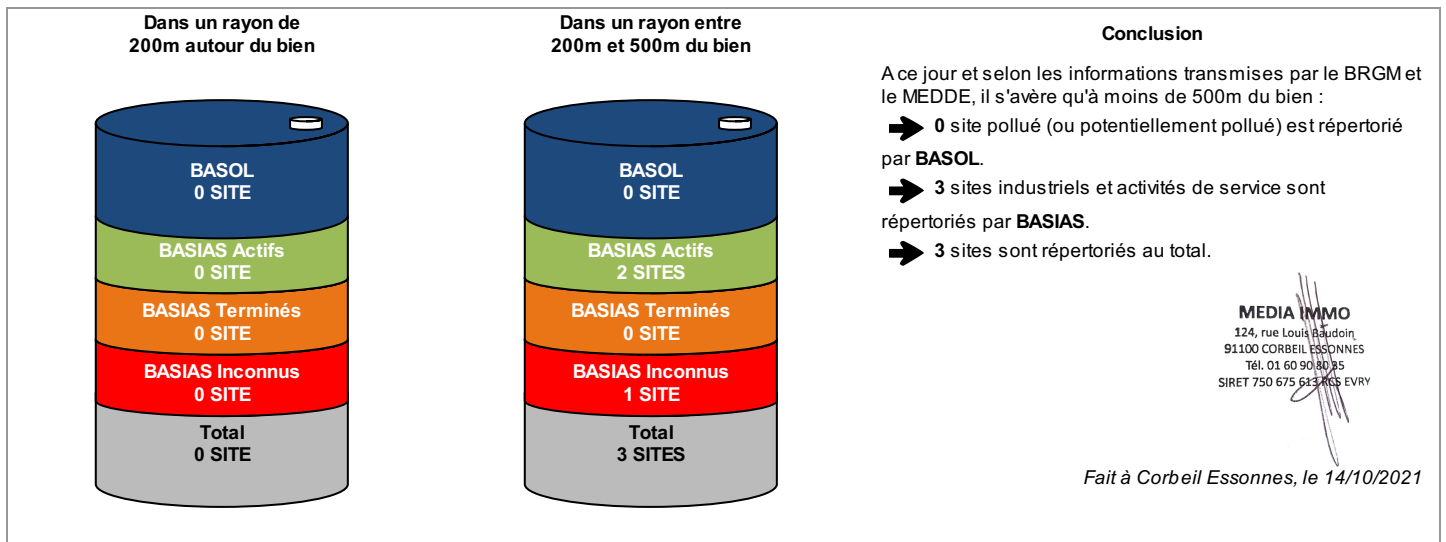 Dans un rayon de
200m autour du bien
BASOL
0 SITE
BASIAS Actifs
0 SITE
BASIAS Terminés
0 SITE
BASIAS Inconnus
0 SITE
Total
0 SITE
Dans un rayon entre
200m et 500m du bien
BASOL
0 SITE
BASIAS Actifs
2 SITES
BASIAS Terminés
0 SITE
BASIAS Inconnus
1 SITE
Total
3 SITES
Conclusion
A ce jour et selon les informations transmises par le BRGM et
le MEDDE, il s'avère qu'à moins de 500m du bien :
0 site pollué (ou potentiellement pollué) est répertorié
par BASOL.
3 sites industriels et activités de service sont
répertoriés par BASIAS.
3 sites sont répertoriés au total.
MEDIA IMMO
124, rue Louis Baudoin
91100 CORBEIL ESSONNES
Tél. 01 60 90 80 85
SIRET 750 675 613 RCS EVRY
Fait à Corbeil Essonnes, le 14/10/2021